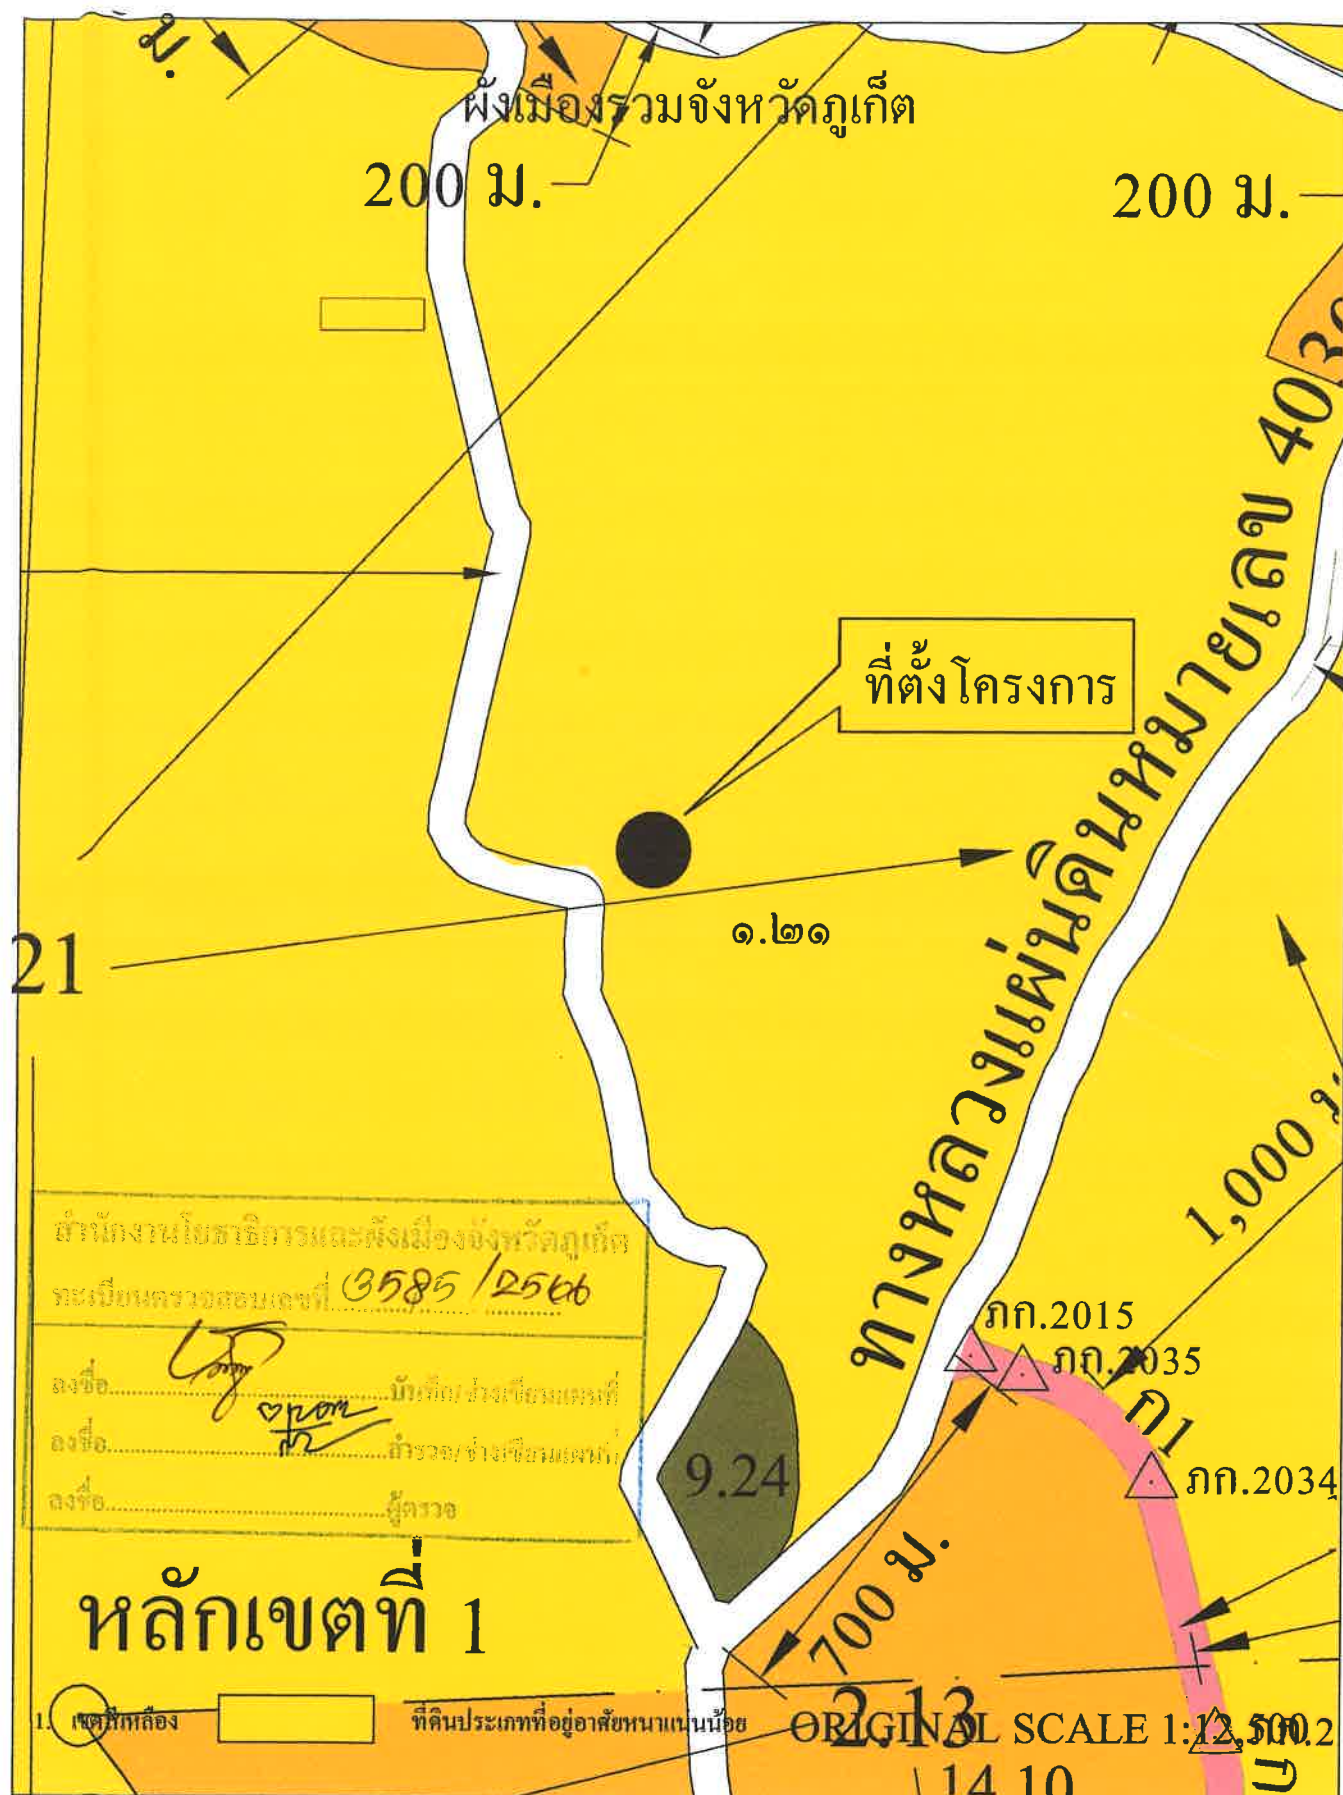 ผังเมืองรวมจังหวัดภูเก็ต
200 ม.
200 ม.
ทางหลวงแผ่นดินหมายเลข 4030
ที่ตั้งโครงการ
๑.๒๑
21
1,000 ม.
สำนักงานโยธาธิการและผังเมืองจังหวัดภูเก็ต
ทะเบียนตรวจสอบเลขที่ 3585 / 2566
ลงชื่อ บันทึก/ช่างเขียนแผนที่
ลงชื่อ สำรวจ/ช่างเขียนแผนที่
ลงชื่อ ผู้ตรวจ
ภก.2015
ภก.2035
ก1
ภก.2034
9.24
700 ม.
หลักเขตที่ 1
1. เขตสีเหลือง ที่ดินประเภทที่อยู่อาศัยหนาแน่นน้อย
2.13
ORIGINAL SCALE 1:12,500
ภก.2
14.10
ก